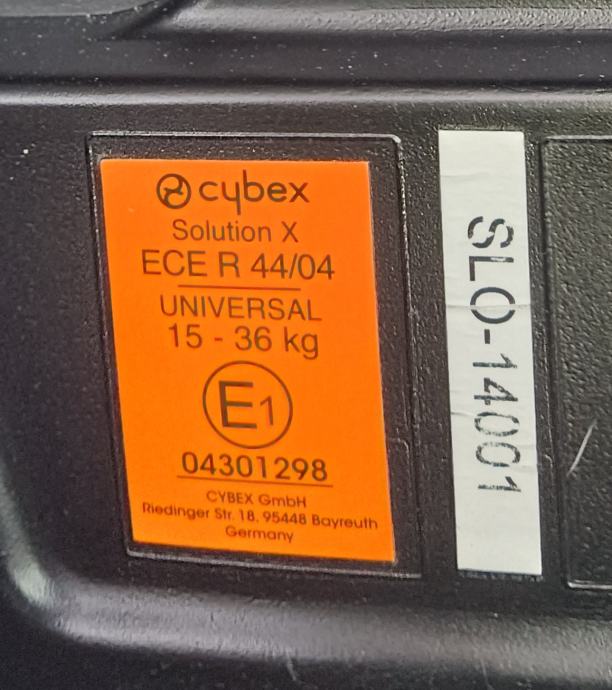 cybex
Solution X
ECE R 44/04
UNIVERSAL
15 - 36 kg
E1
04301298
CYBEX GmbH
Riedinger Str. 18, 95448 Bayreuth
Germany
SLO-14001